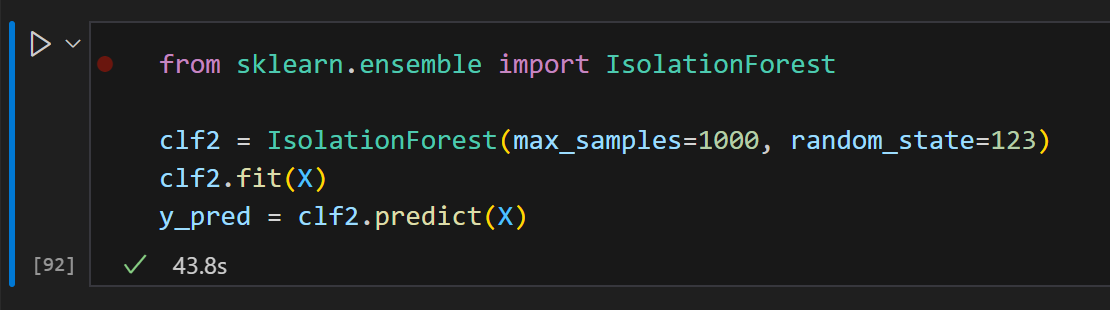 from sklearn.ensemble import IsolationForest
clf2 = IsolationForest(max_samples=1000, random_state=123)
clf2.fit(X)
y_pred = clf2.predict(X)
[92]
43.8s